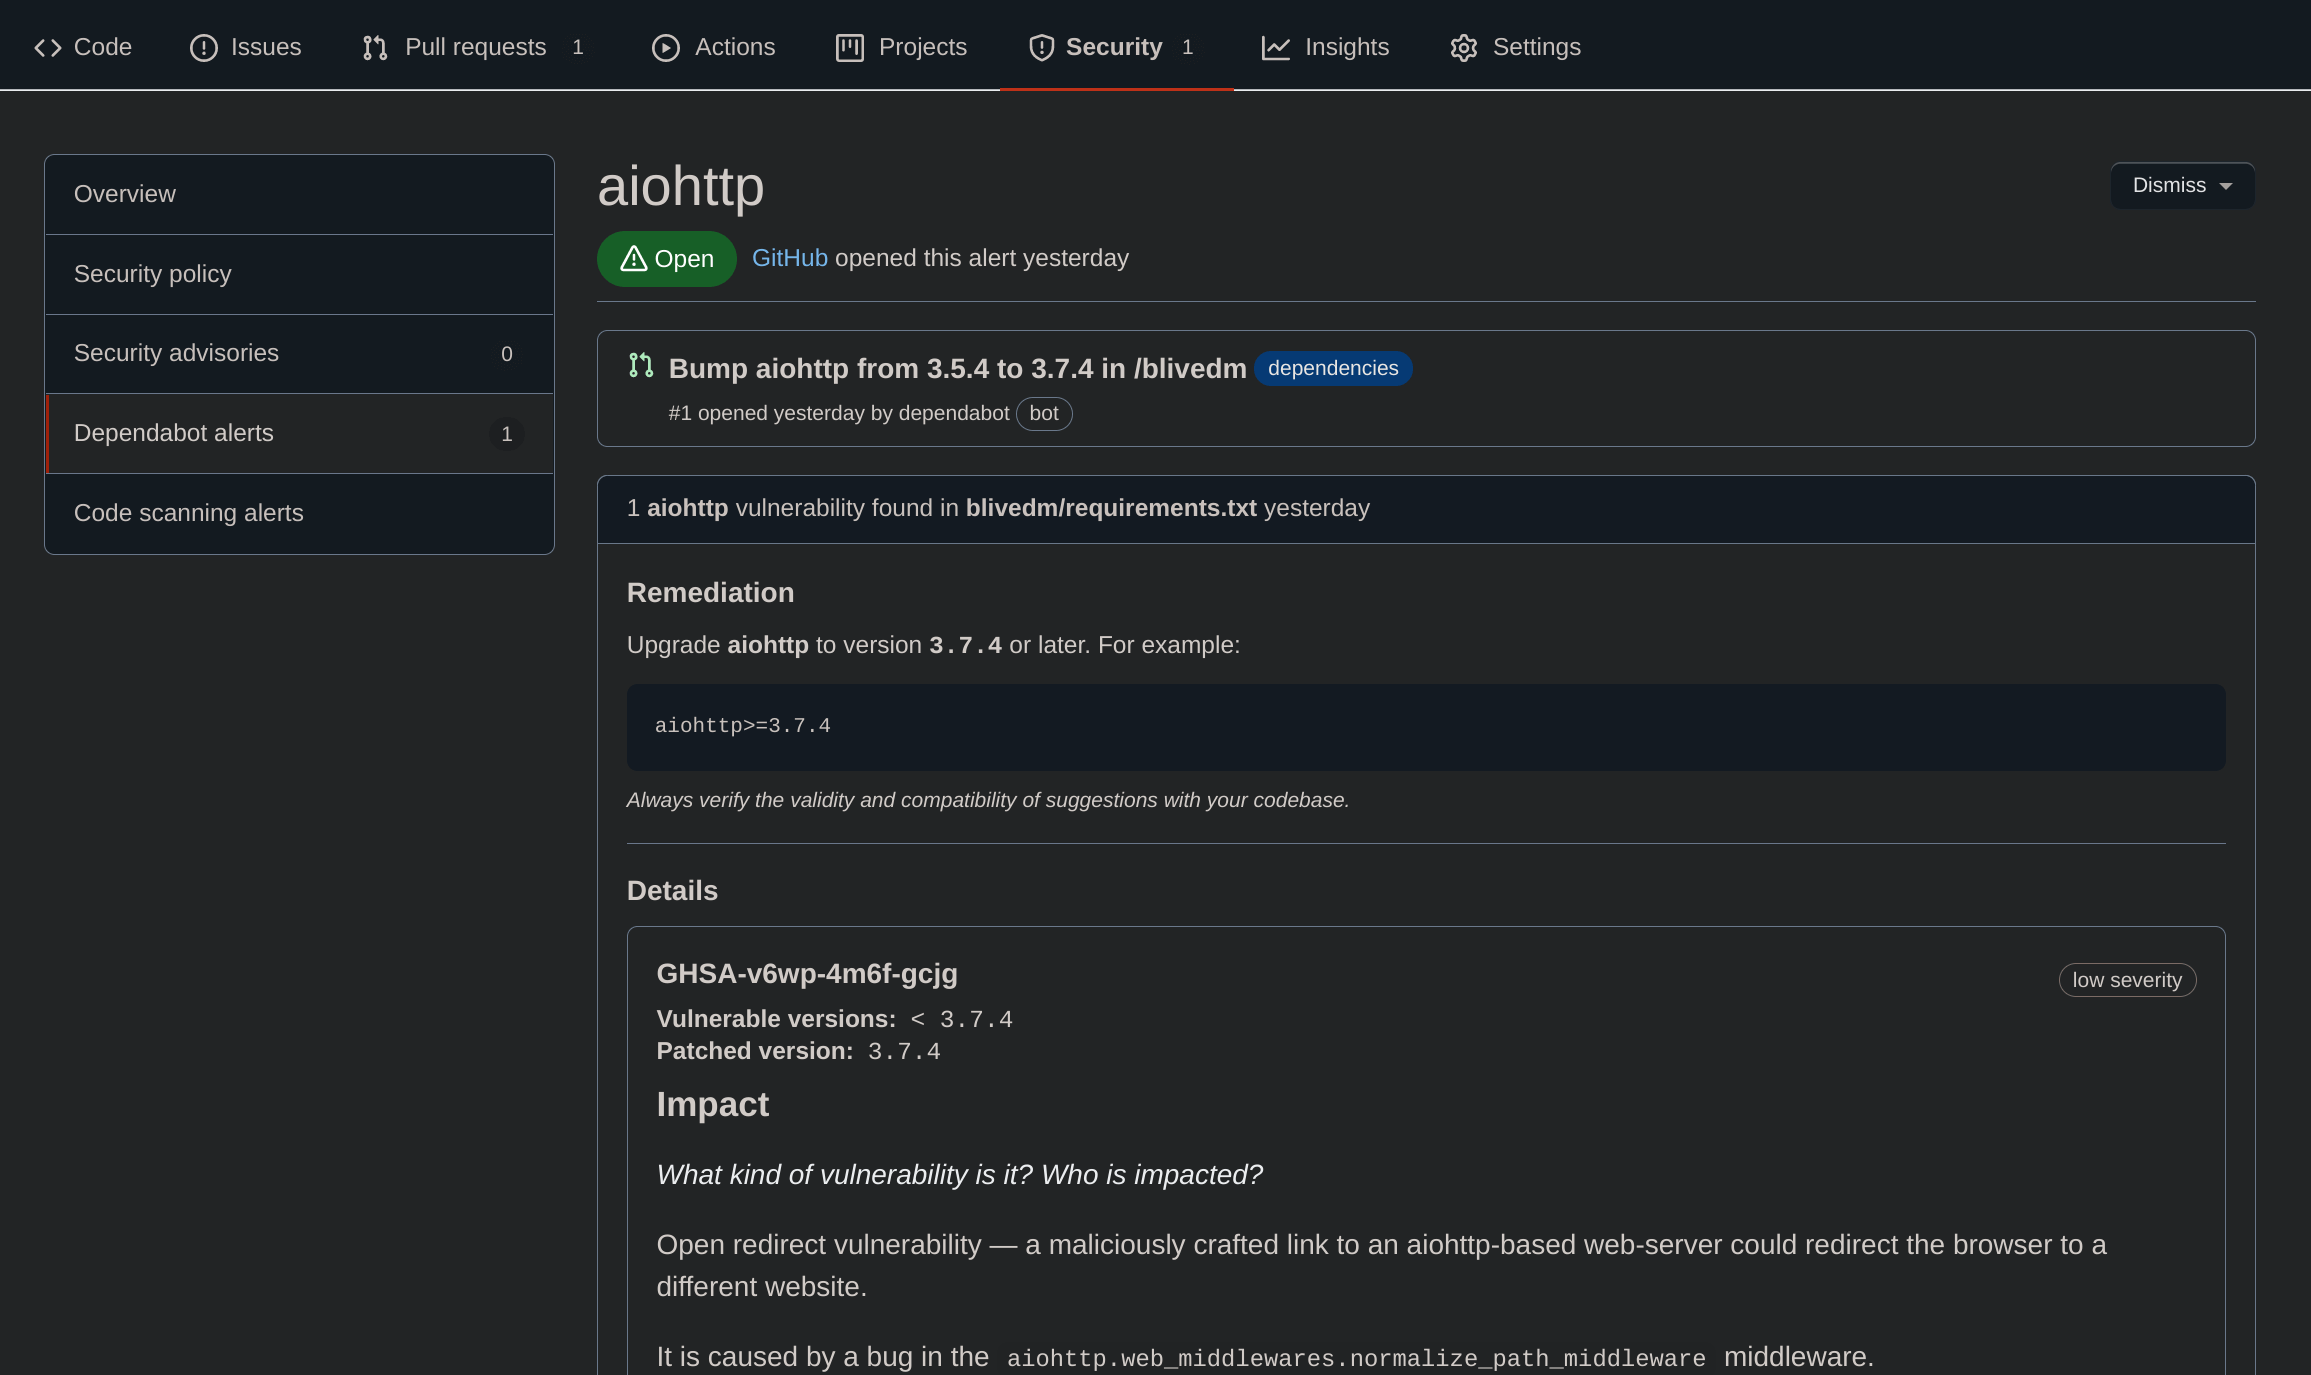 Code Issues Pull requests 1 Actions Projects Security 1 Insights Settings
Overview
Security policy
Security advisories 0
Dependabot alerts 1
Code scanning alerts
aiohttp
Dismiss
Open GitHub opened this alert yesterday
Bump aiohttp from 3.5.4 to 3.7.4 in /blivedm dependencies
#1 opened yesterday by dependabot bot
1 aiohttp vulnerability found in blivedm/requirements.txt yesterday
Remediation
Upgrade aiohttp to version 3.7.4 or later. For example:
aiohttp>=3.7.4
Always verify the validity and compatibility of suggestions with your codebase.
Details
GHSA-v6wp-4m6f-gcjg
low severity
Vulnerable versions: < 3.7.4
Patched version: 3.7.4
Impact
What kind of vulnerability is it? Who is impacted?
Open redirect vulnerability — a maliciously crafted link to an aiohttp-based web-server could redirect the browser to a
different website.
It is caused by a bug in the aiohttp.web_middlewares.normalize_path_middleware middleware.